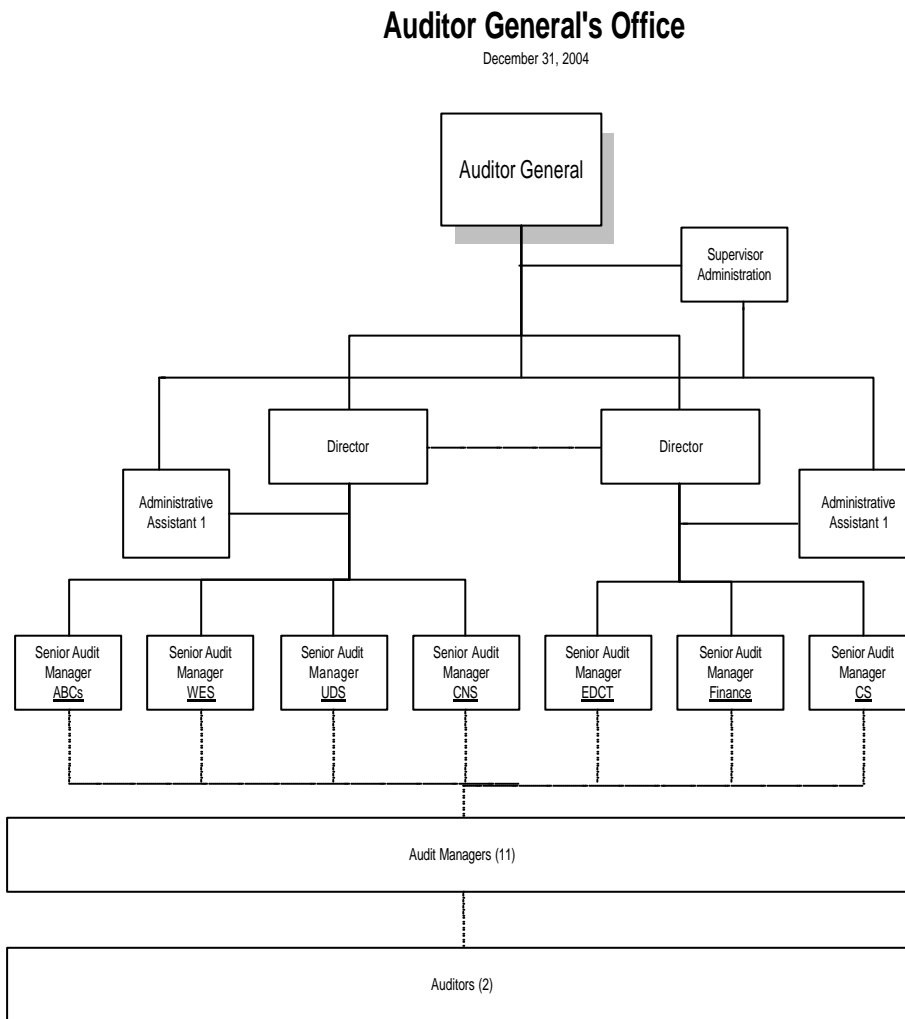 Auditor General's Office
December 31, 2004
Auditor General
Supervisor
Administration
Director
Director
Administrative
Assistant 1
Administrative
Assistant 1
Senior Audit
Manager
ABCs
Senior Audit
Manager
WES
Senior Audit
Manager
UDS
Senior Audit
Manager
CNS
Senior Audit
Manager
EDCT
Senior Audit
Manager
Finance
Senior Audit
Manager
CS
Audit Managers (11)
Auditors (2)